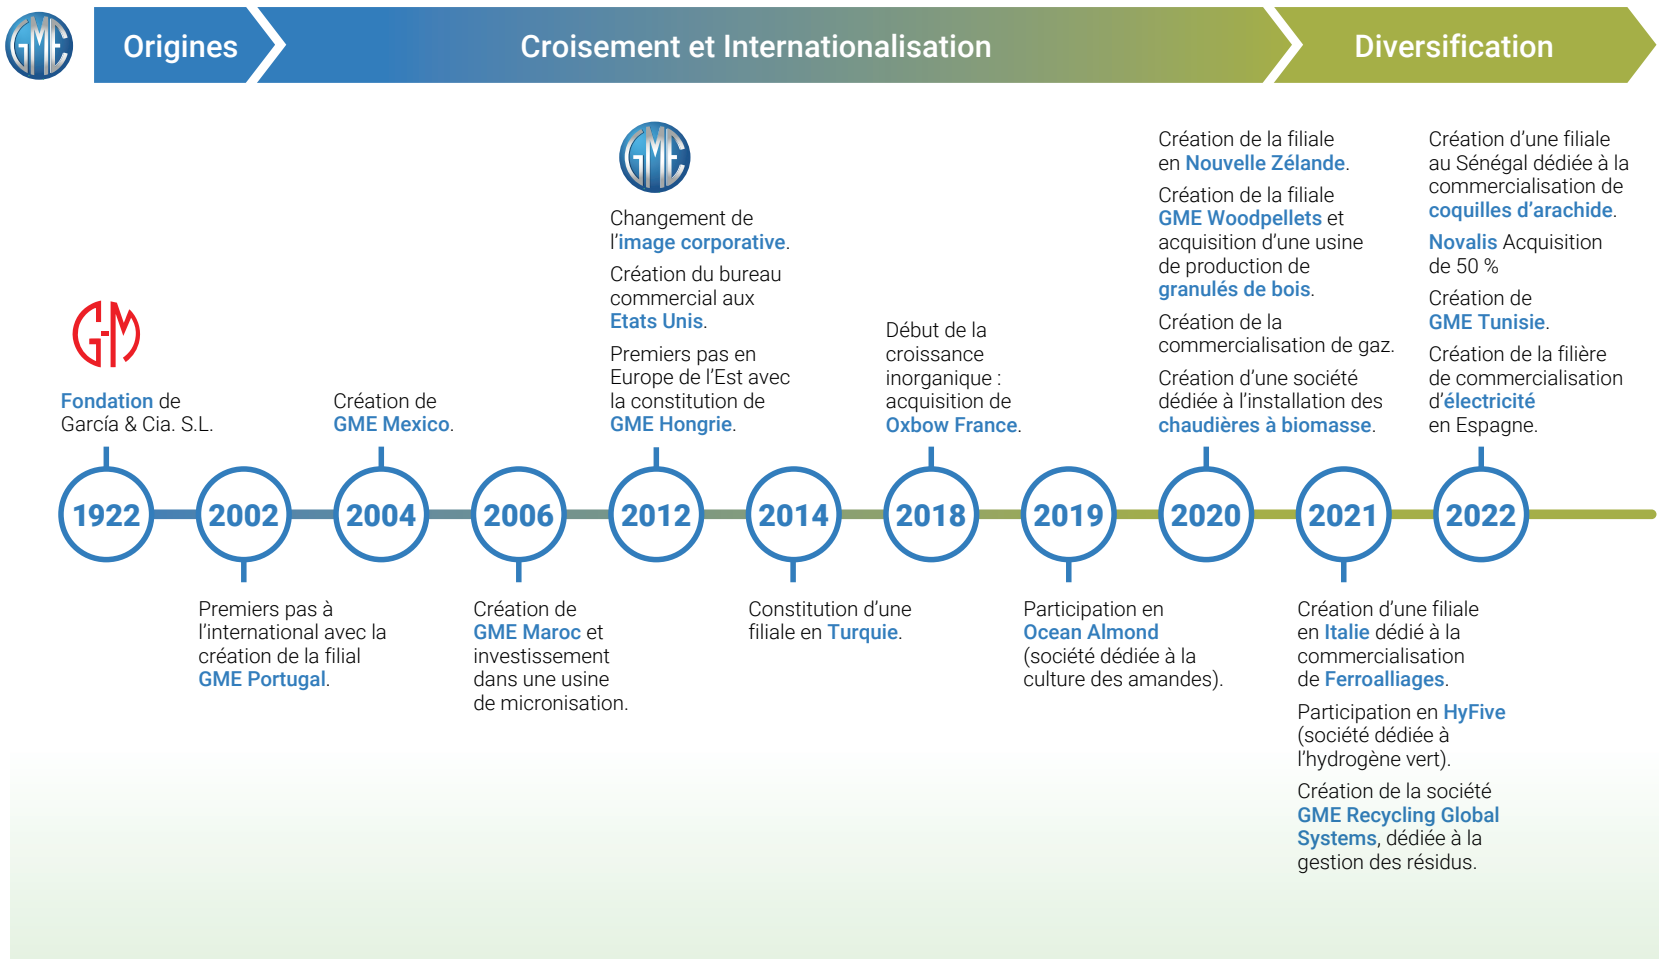 GME
Origines
Croisement et Internationalisation
Diversification
G-M
Fondation de
García & Cia. S.L.
1922
2002
Premiers pas à
l’international avec la
création de la filial
GME Portugal.
Création de
GME Mexico.
2004
2006
Création de
GME Maroc et
investissement
dans une usine
de micronisation.
GME
Changement de
l’image corporative.
Création du bureau
commercial aux
Etats Unis.
Premiers pas en
Europe de l’Est avec
la constitution de
GME Hongrie.
2012
2014
Constitution d’une
filiale en Turquie.
Début de la
croissance
inorganique :
acquisition de
Oxbow France.
2018
2019
Participation en
Ocean Almond
(société dédiée à la
culture des amandes).
Création de la filiale
en Nouvelle Zélande.
Création de la filiale
GME Woodpellets et
acquisition d’une usine
de production de
granulés de bois.
Création de la
commercialisation de gaz.
Création d’une société
dédiée à l’installation des
chaudières à biomasse.
2020
2021
Création d’une filiale
en Italie dédié à la
commercialisation
de Ferroalliages.
Participation en HyFive
(société dédiée à
l’hydrogène vert).
Création de la société
GME Recycling Global
Systems, dédiée à la
gestion des résidus.
Création d’une filiale
au Sénégal dédiée à la
commercialisation de
coquilles d’arachide.
Novalis Acquisition
de 50 %
Création de
GME Tunisie.
Création de la filière
de commercialisation
d’électricité
en Espagne.
2022